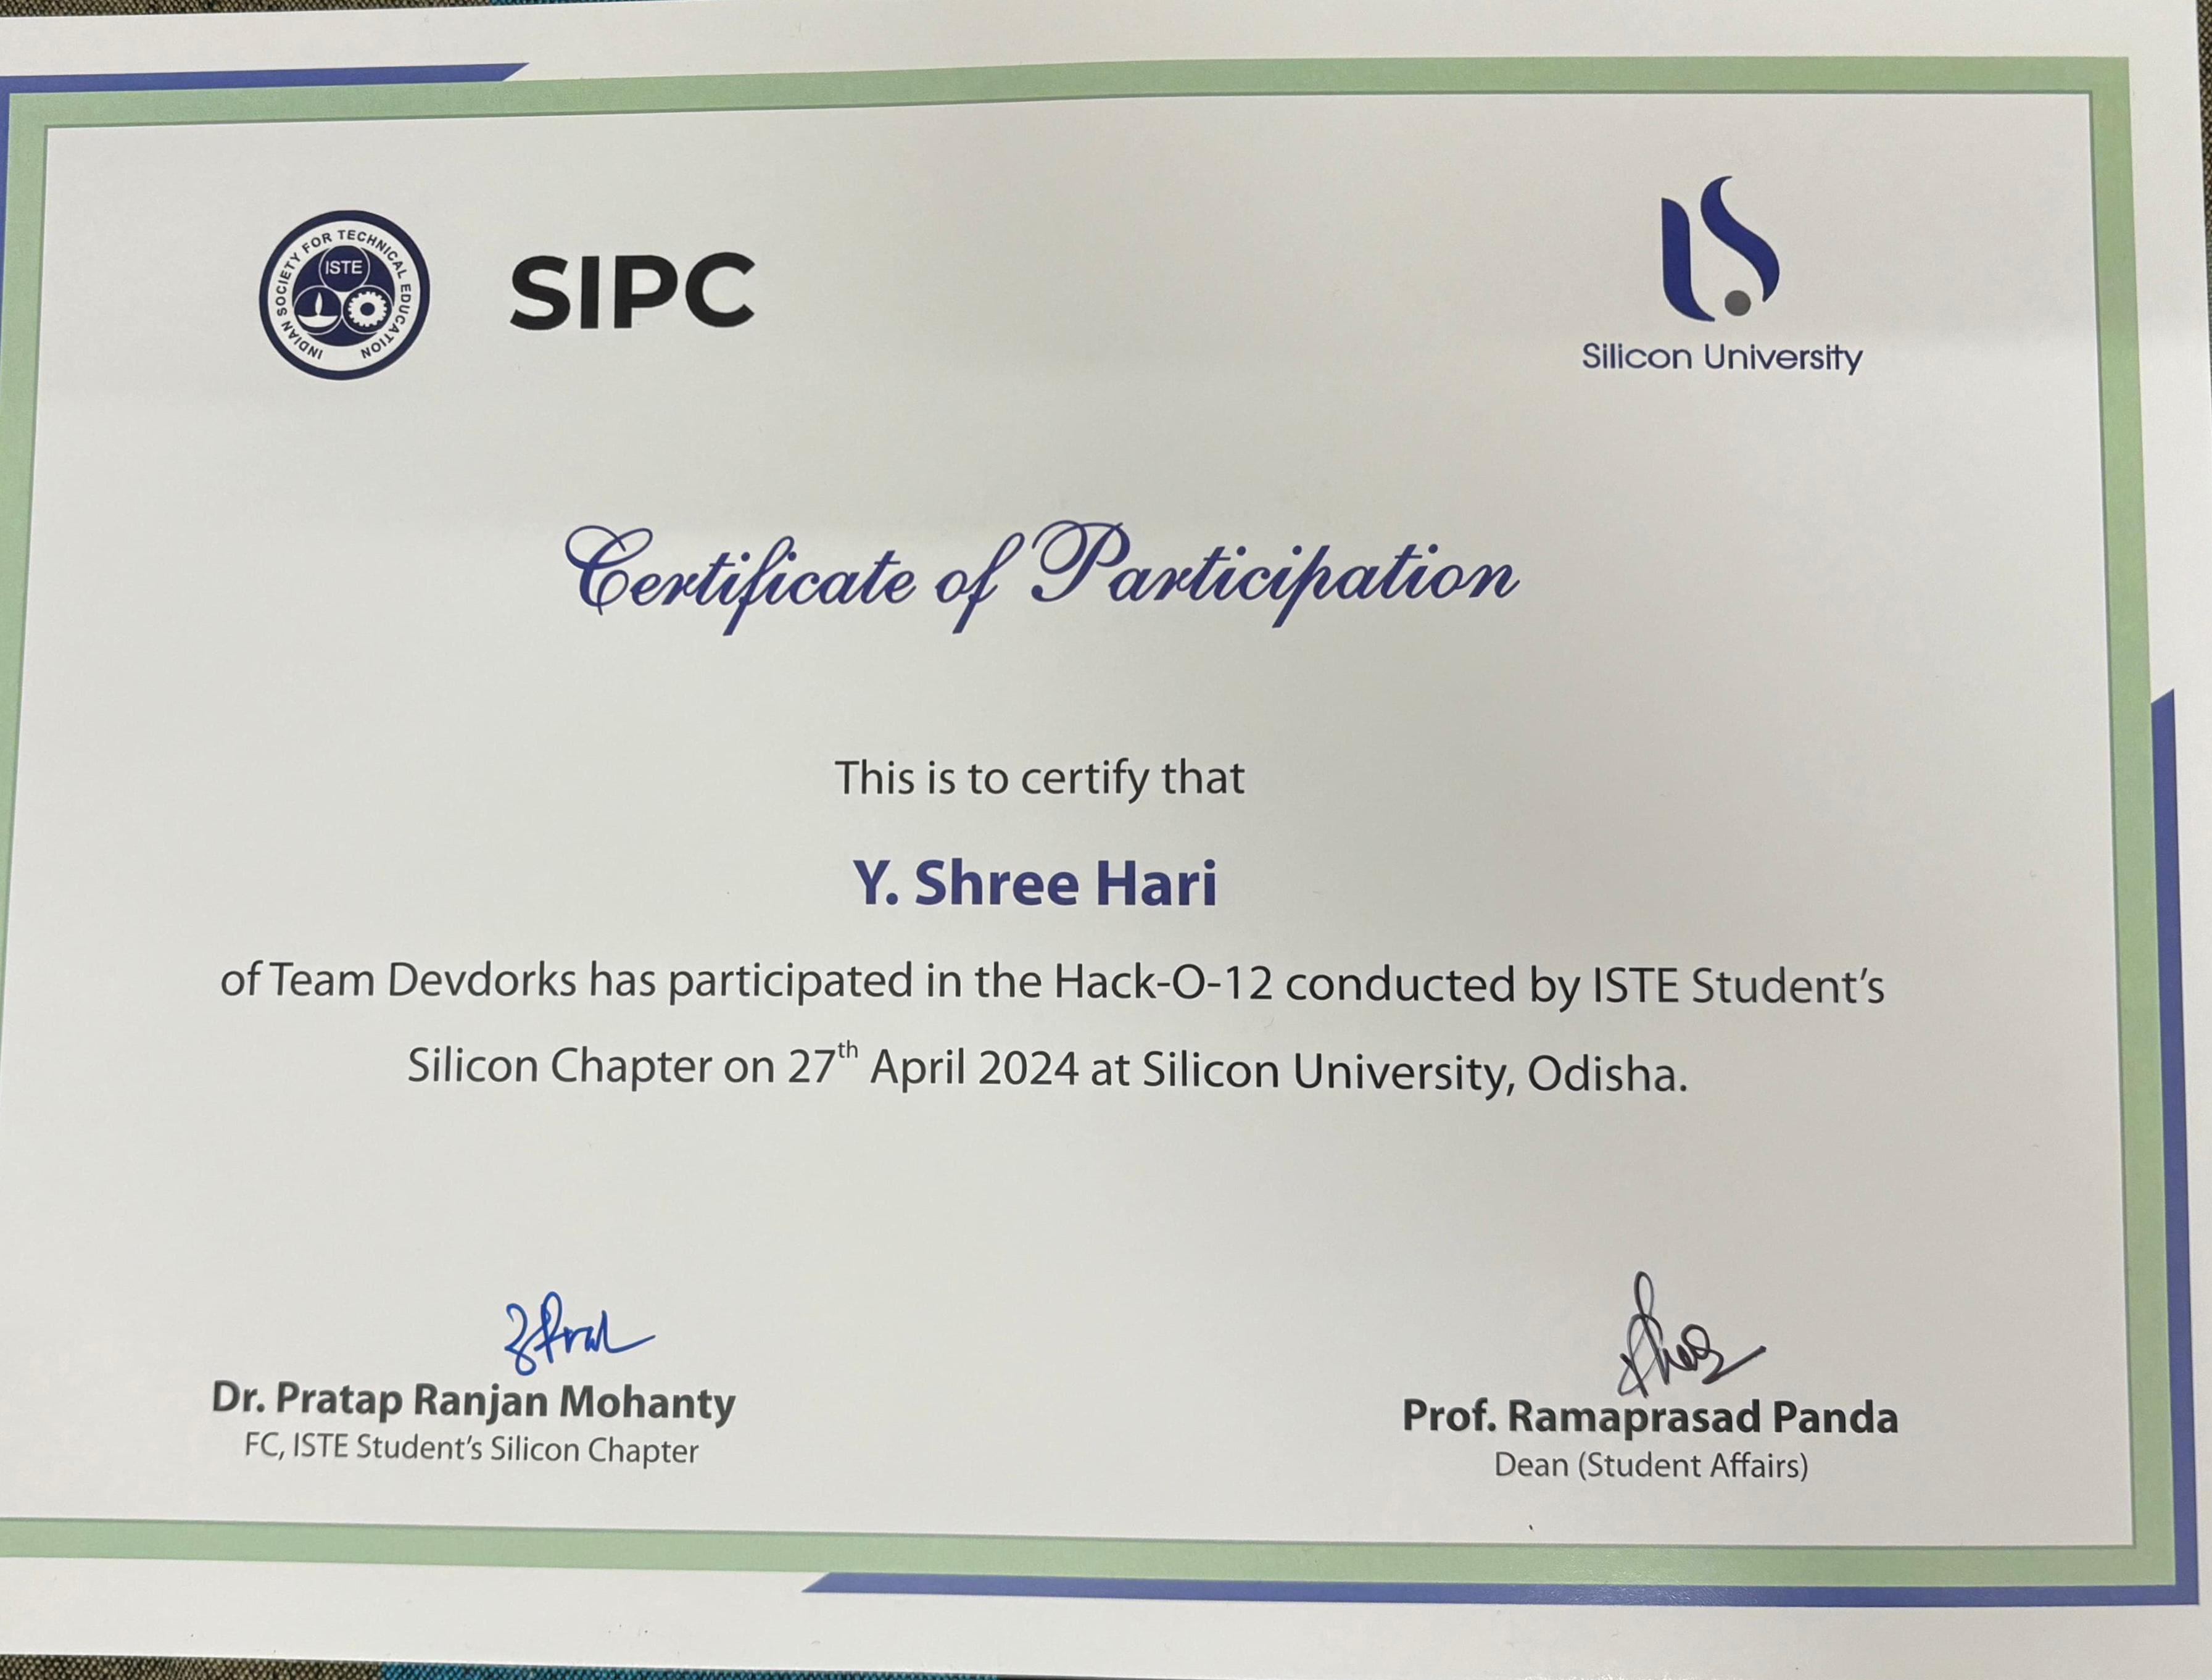 INDIAN SOCIETY FOR TECHNICAL EDUCATION
ISTE
SIPC
Silicon University
Certificate of Participation
This is to certify that
Y. Shree Hari
of Team Devdorks has participated in the Hack-O-12 conducted by ISTE Student’s
Silicon Chapter on 27th April 2024 at Silicon University, Odisha.
Dr. Pratap Ranjan Mohanty
FC, ISTE Student’s Silicon Chapter
Prof. Ramaprasad Panda
Dean (Student Affairs)